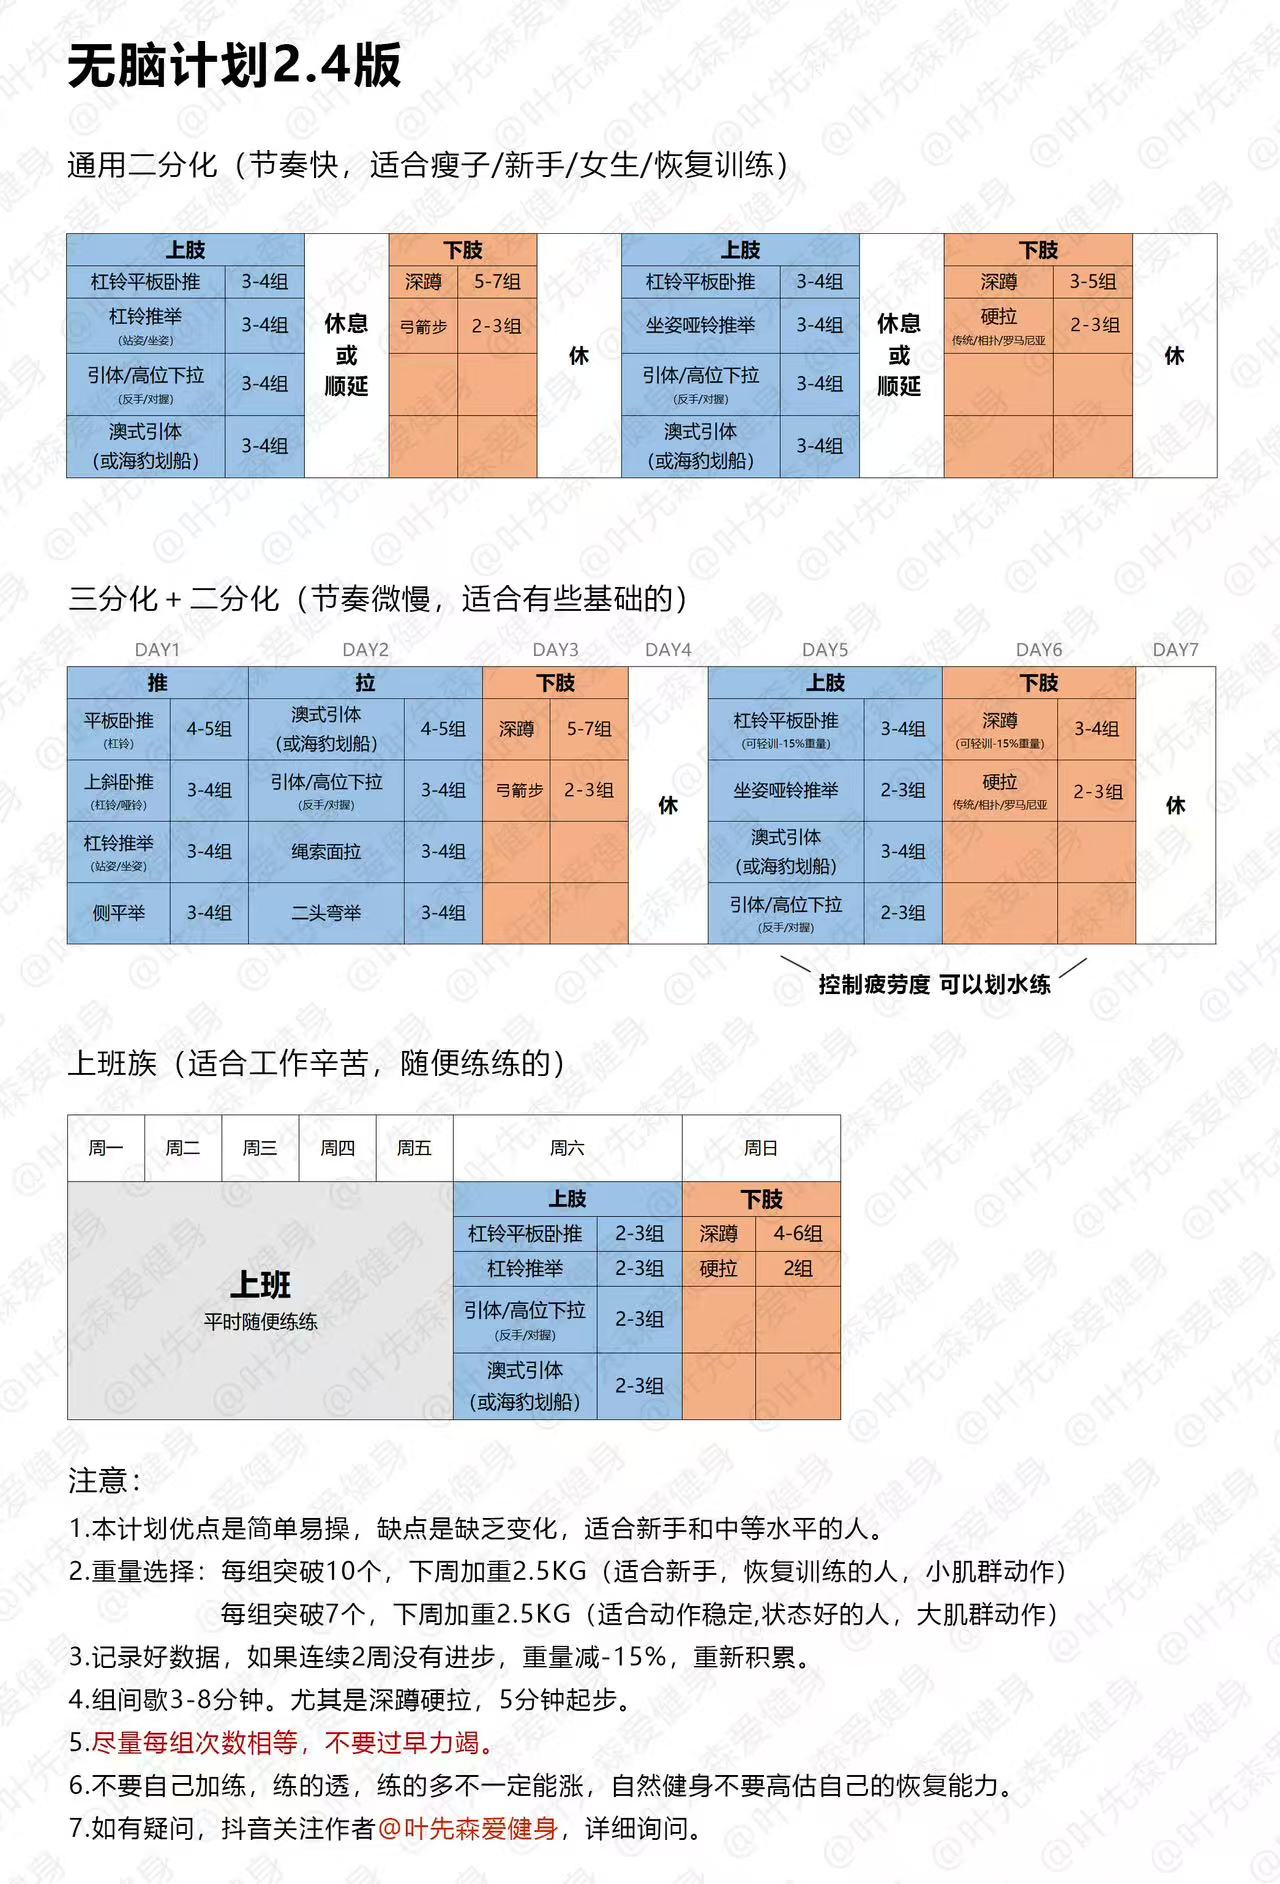 无脑计划2.4版
通用二分化（节奏快，适合瘦子/新手/女生/恢复训练）
上肢
杠铃平板卧推 3-4组
杠铃推举 3-4组
（站姿/坐姿）
引体/高位下拉 3-4组
（反手/对握）
澳式引体 3-4组
（或海豹划船）
休息
或
顺延
下肢
深蹲 5-7组
弓箭步 2-3组
休
上肢
杠铃平板卧推 3-4组
坐姿哑铃推举 3-4组
引体/高位下拉 3-4组
（反手/对握）
澳式引体 3-4组
（或海豹划船）
休息
或
顺延
下肢
深蹲 3-5组
硬拉 2-3组
传统/相扑/罗马尼亚
休
三分化+二分化（节奏微慢，适合有些基础的）
DAY1 DAY2 DAY3 DAY4 DAY5 DAY6 DAY7
推
平板卧推 4-5组
（杠铃）
上斜卧推 3-4组
（杠铃/哑铃）
杠铃推举 3-4组
（站姿/坐姿）
侧平举 3-4组
拉
澳式引体 4-5组
（或海豹划船）
引体/高位下拉 3-4组
（反手/对握）
绳索面拉 3-4组
二头弯举 3-4组
下肢
深蹲 5-7组
弓箭步 2-3组
休
上肢
杠铃平板卧推 3-4组
（可轻训-15%重量）
坐姿哑铃推举 2-3组
澳式引体 3-4组
（或海豹划船）
引体/高位下拉 2-3组
（反手/对握）
下肢
深蹲 3-4组
（可轻训-15%重量）
硬拉 2-3组
传统/相扑/罗马尼亚
休
控制疲劳度 可以划水练
上班族（适合工作辛苦，随便练练的）
周一 周二 周三 周四 周五 周六 周日
上班
平时随便练练
上肢
杠铃平板卧推 2-3组
杠铃推举 2-3组
引体/高位下拉 2-3组
（反手/对握）
澳式引体 2-3组
（或海豹划船）
下肢
深蹲 4-6组
硬拉 2组
注意：
1.本计划优点是简单易操，缺点是缺乏变化，适合新手和中等水平的人。
2.重量选择：每组突破10个，下周加重2.5KG（适合新手，恢复训练的人，小肌群动作）
每组突破7个，下周加重2.5KG（适合动作稳定,状态好的人，大肌群动作）
3.记录好数据，如果连续2周没有进步，重量减-15%，重新积累。
4.组间歇3-8分钟。尤其是深蹲硬拉，5分钟起步。
5.尽量每组次数相等，不要过早力竭。
6.不要自己加练，练的透，练的多不一定能涨，自然健身不要高估自己的恢复能力。
7.如有疑问，抖音关注作者@叶先森爱健身，详细询问。
@叶先森爱健身